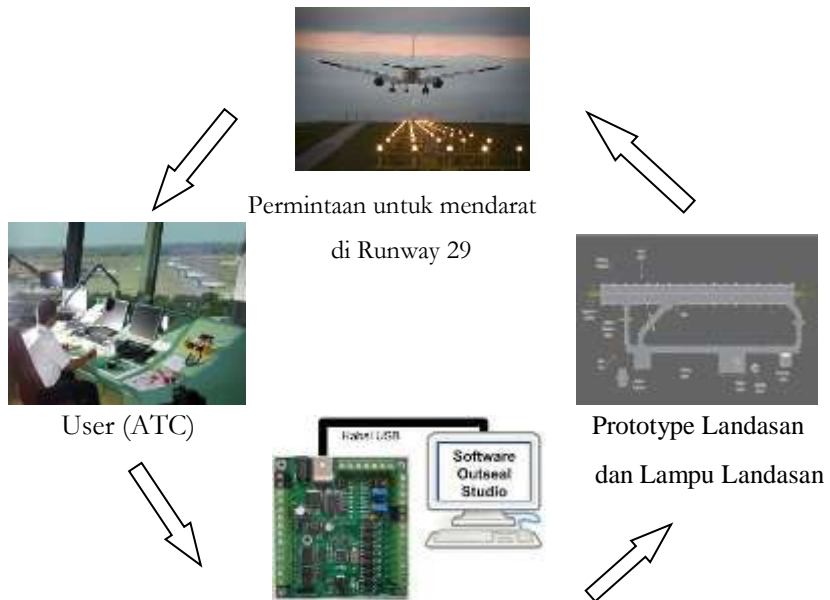 Permintaan untuk mendarat
di Runway 29
User (ATC)
Prototype Landasan
dan Lampu Landasan
Kabel USB
Software
Outseal
Studio